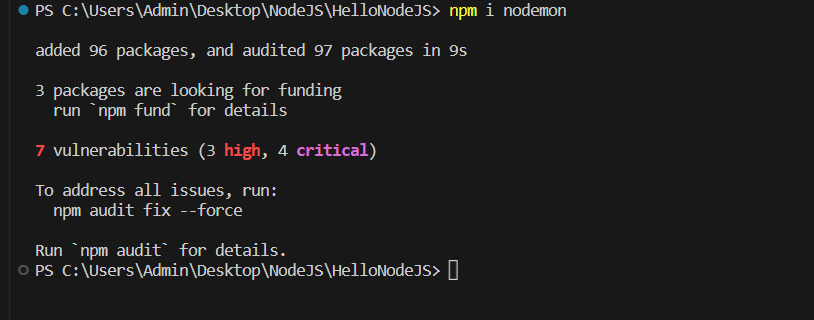 PS C:\Users\Admin\Desktop\NodeJS\HelloNodeJS> npm i nodemon
added 96 packages, and audited 97 packages in 9s
3 packages are looking for funding
  run `npm fund` for details
7 vulnerabilities (3 high, 4 critical)
To address all issues, run:
  npm audit fix --force
Run `npm audit` for details.
PS C:\Users\Admin\Desktop\NodeJS\HelloNodeJS>